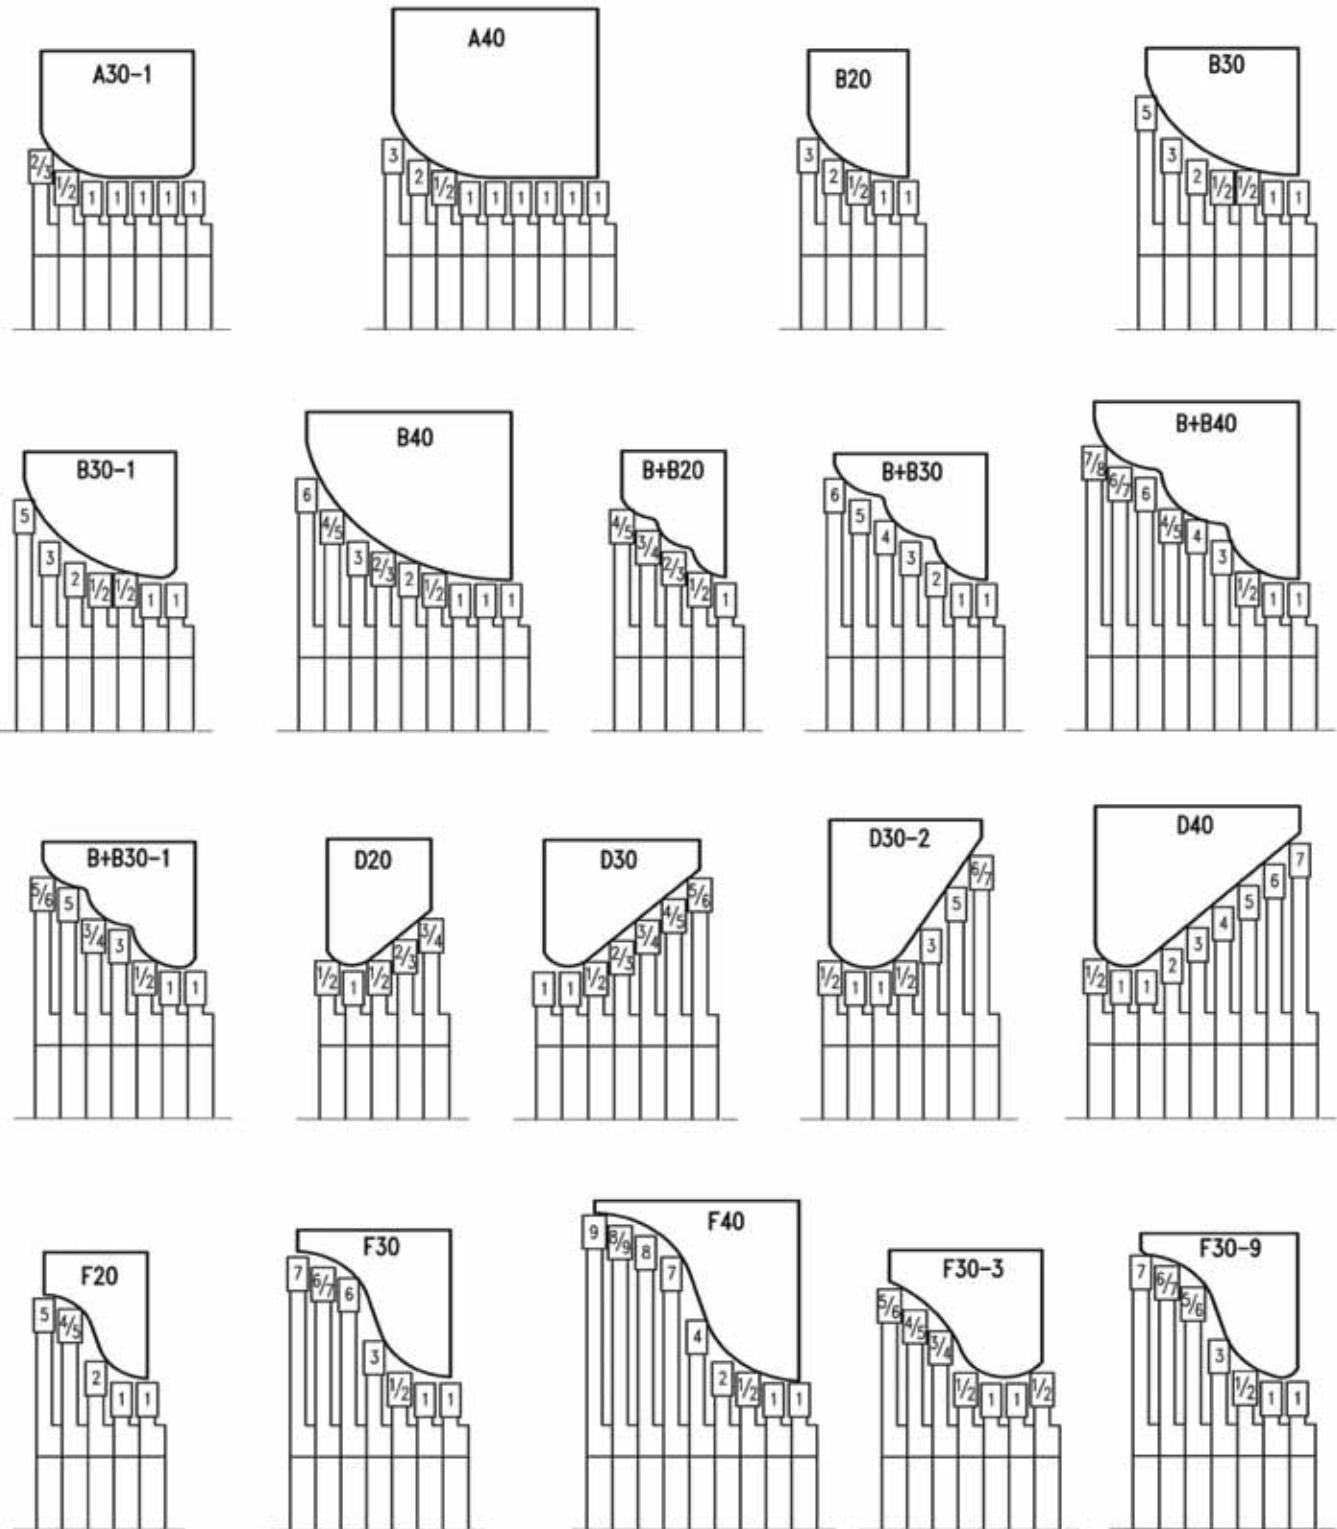 A30-1
2/3 1/2 1 1 1 1 1
A40
3 2 1/2 1 1 1 1 1 1
B20
3 2 1/2 1 1
B30
5 3 2 1/2 1/2 1 1
B30-1
5 3 2 1/2 1/2 1 1
B40
6 4/5 3 2/3 2 1/2 1 1 1
B+B20
4/5 3/4 2/3 1/2 1
B+B30
6 5 4 3 2 1 1
B+B40
7/8 6/7 6 4/5 4 3 1/2 1 1
B+B30-1
5/6 5 3/4 3 1/2 1 1
D20
1/2 1 1/2 2/3 3/4
D30
1 1 1/2 2/3 3/4 4/5 5/6
D30-2
1/2 1 1 1/2 3 5 6/7
D40
1/2 1 1 2 3 4 5 6 7
F20
5 4/5 2 1 1
F30
7 6/7 6 3 1/2 1 1
F40
9 8/9 8 7 4 2 1/2 1 1
F30-3
5/6 4/5 3/4 1/2 1 1 1/2
F30-9
7 6/7 5/6 3 1/2 1 1